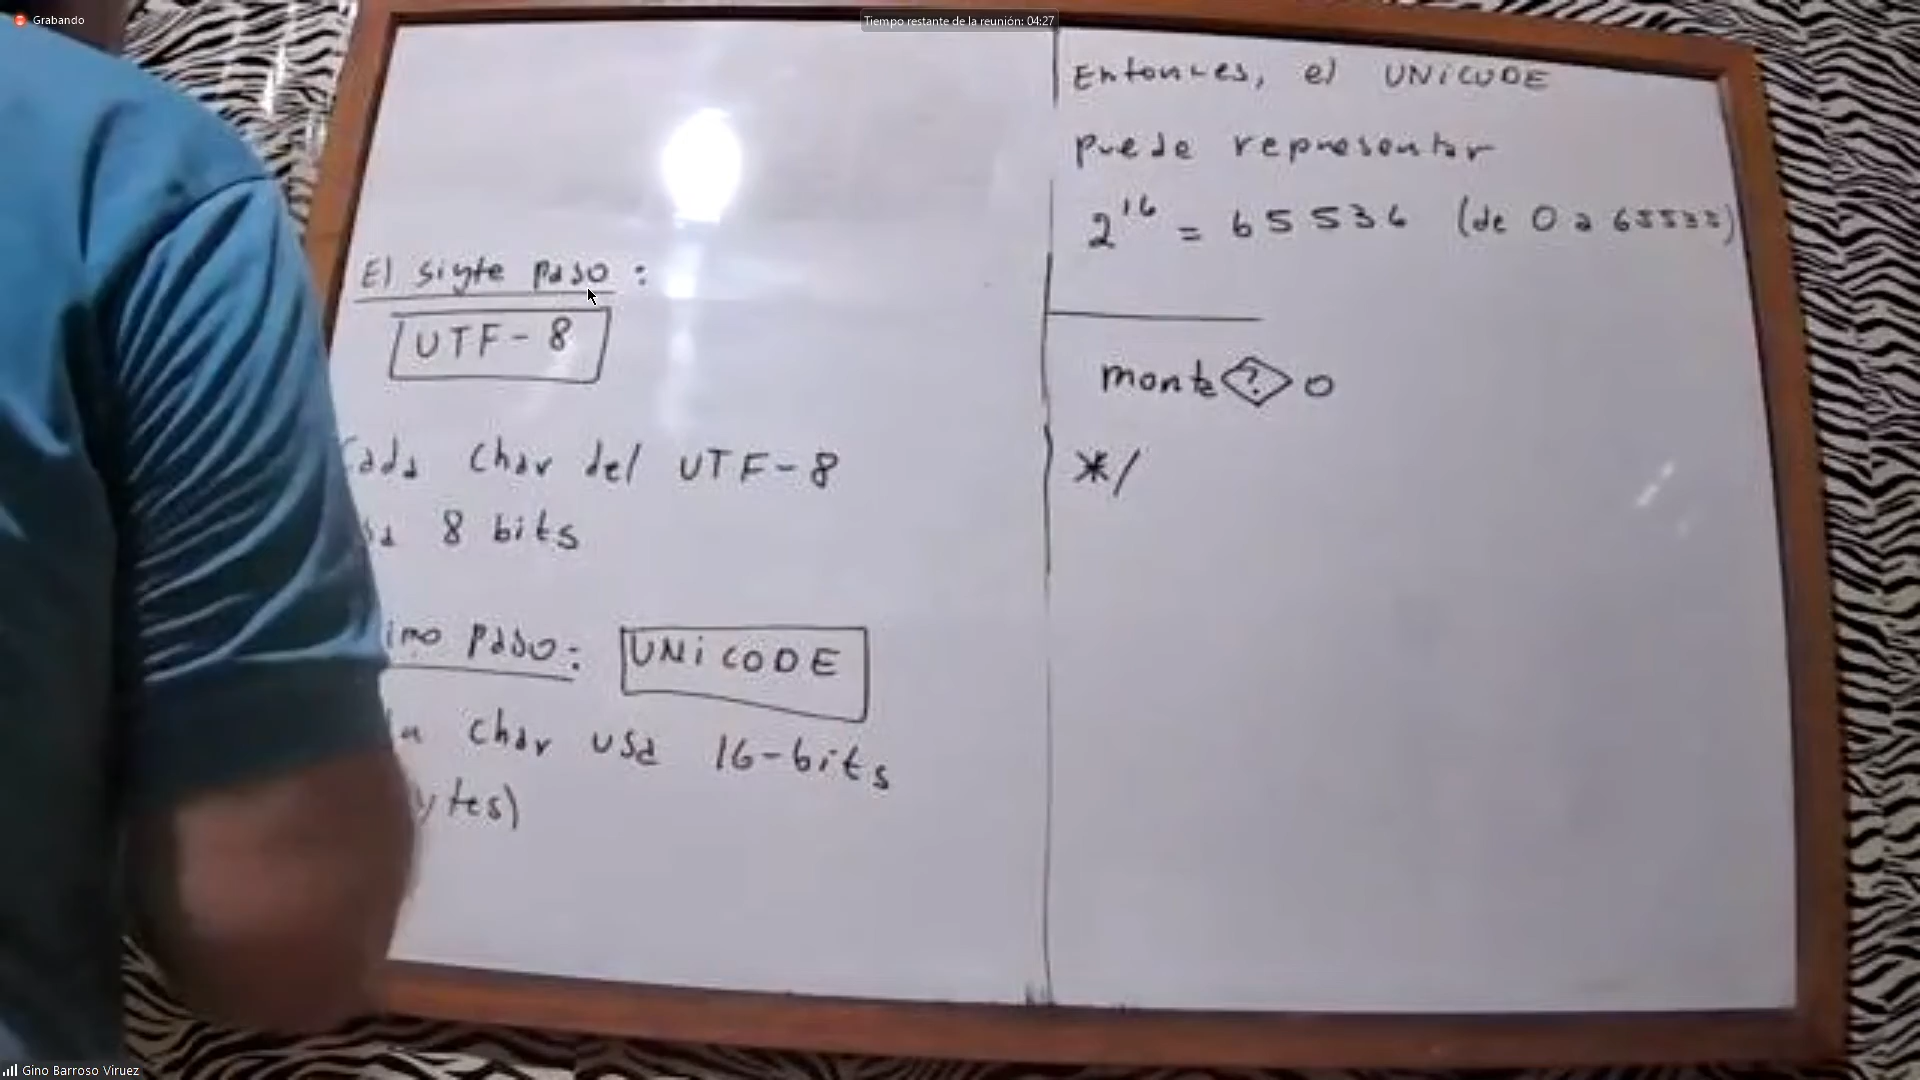 Grabando
Tiempo restante de la reunión: 04:27
El sigte paso :
UTF-8
Cada char del UTF-8
8 bits
paso:
UNiCODE
char usa 16-bits
ytes)
Entonces, el UNiCODE
puede representar
2^16 = 65536 (de 0 a 65535)
monte�o
*/
Gino Barroso Viruez